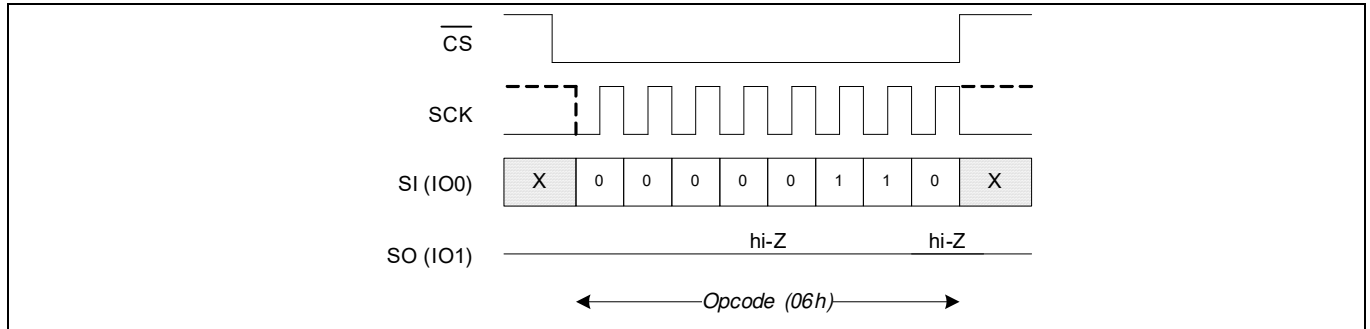 CS
SCK
SI (IO0) X 0 0 0 0 0 1 1 0 X
SO (IO1) hi-Z hi-Z
Opcode (06h)